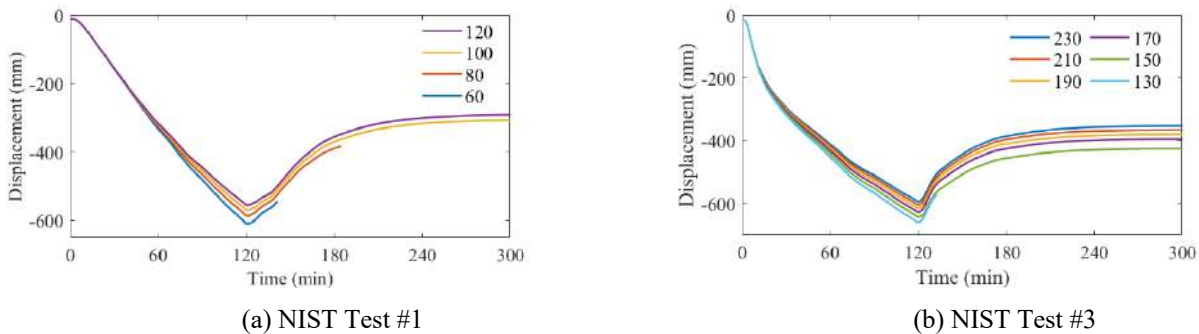 0
-200
-400
-600
Displacement (mm)
120
100
80
60
0 60 120 180 240 300
Time (min)
(a) NIST Test #1
0
-200
-400
-600
Displacement (mm)
230 170
210 150
190 130
0 60 120 180 240 300
Time (min)
(b) NIST Test #3